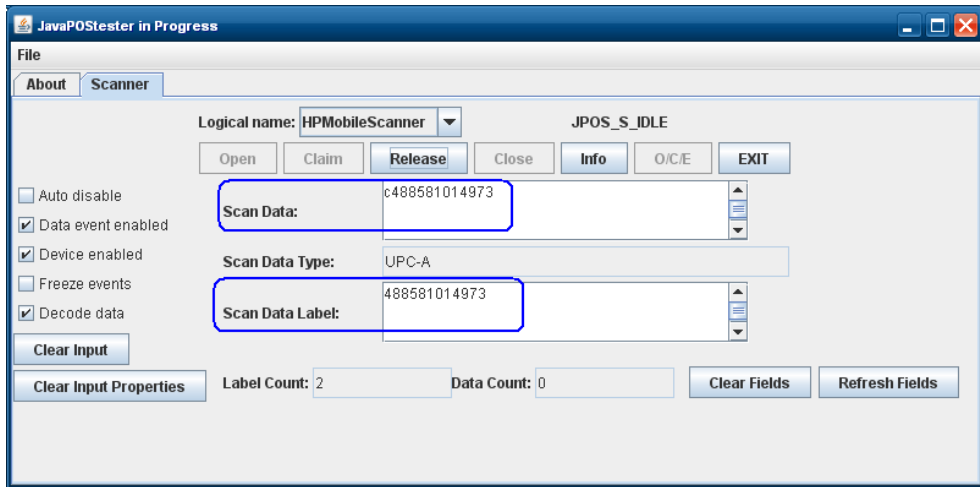 JavaPOStester in Progress
File
About Scanner
Logical name: HPMobileScanner JPOS_S_IDLE
Open Claim Release Close Info O/C/E EXIT
Auto disable
Data event enabled
Device enabled
Freeze events
Decode data
Clear Input
Clear Input Properties
Scan Data: c488581014973
Scan Data Type: UPC-A
Scan Data Label: 488581014973
Label Count: 2 Data Count: 0 Clear Fields Refresh Fields